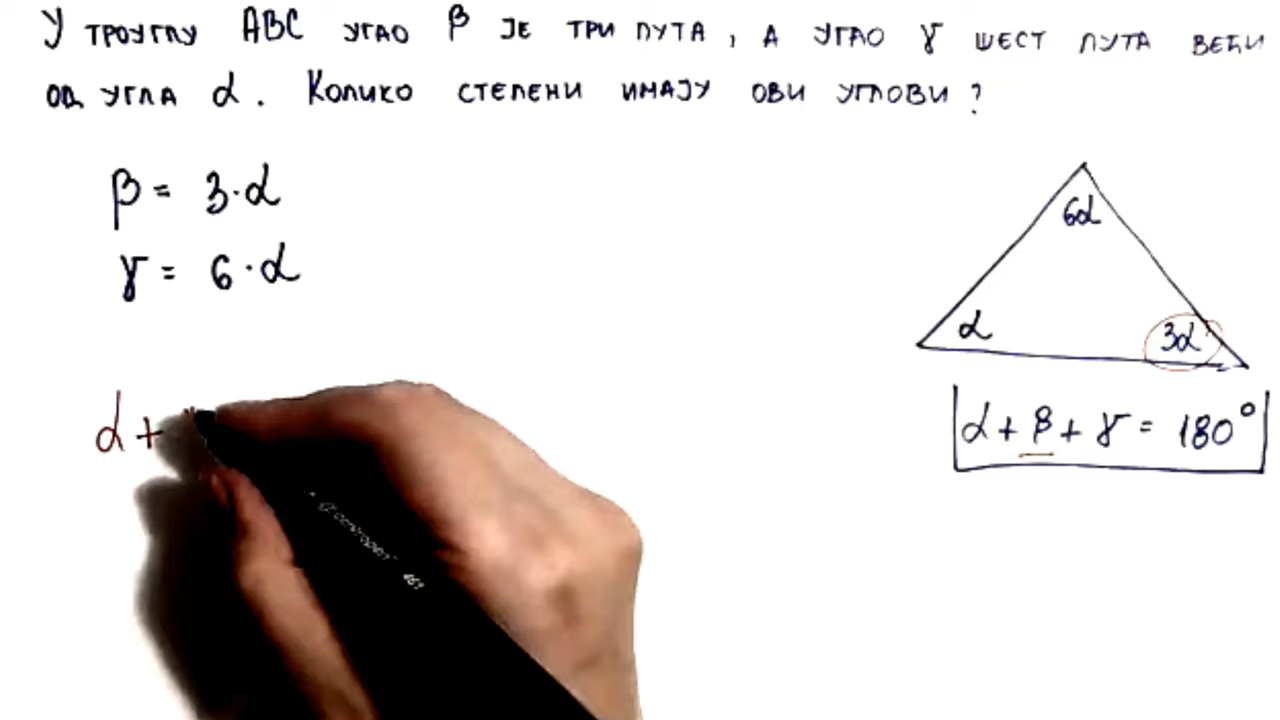 У ТРОУГЛУ ABC УГАО β ЈЕ ТРИ ПУТА, А УГАО γ ШЕСТ ПУТА ВЕЋИ
ОД УГЛА α. КОЛИКО СТЕПЕНИ ИМАЈУ ОВИ УГЛОВИ?
β = 3·α
γ = 6·α
6α
α
3α
α + β + γ = 180°
α +